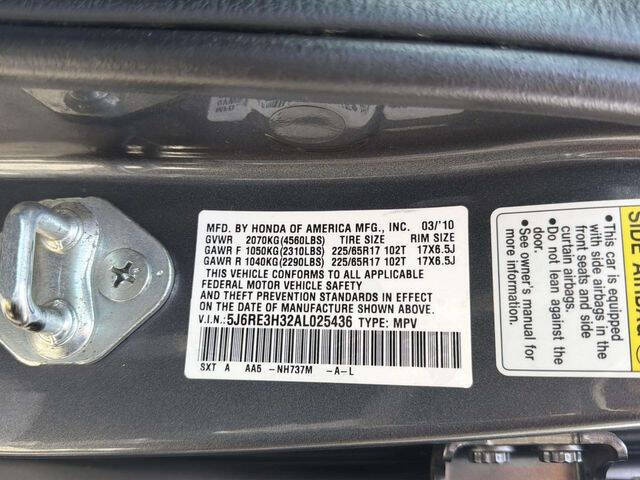 MFD. BY HONDA OF AMERICA MFG., INC. 03/'10
GVWR 2070KG(4560LBS) TIRE SIZE RIM SIZE
GAWR F 1050KG(2310LBS) 225/65R17 102T 17X6.5J
GAWR R 1040KG(2290LBS) 225/65R17 102T 17X6.5J
THIS VEHICLE CONFORMS TO ALL APPLICABLE
FEDERAL MOTOR VEHICLE SAFETY
AND THEFT PREVENTION STANDARDS IN EFFECT
ON THE DATE OF MANUFACTURE SHOWN ABOVE.
V.I.N.: 5J6RE3H32AL025436 TYPE: MPV
SXT A AA5 -NH737M -A-L
SIDE AIRBAG
•This car is equipped
with side airbags in the
front seats and side
curtain airbags.
•Do not lean against the
door.
•See owner's manual for
more information.